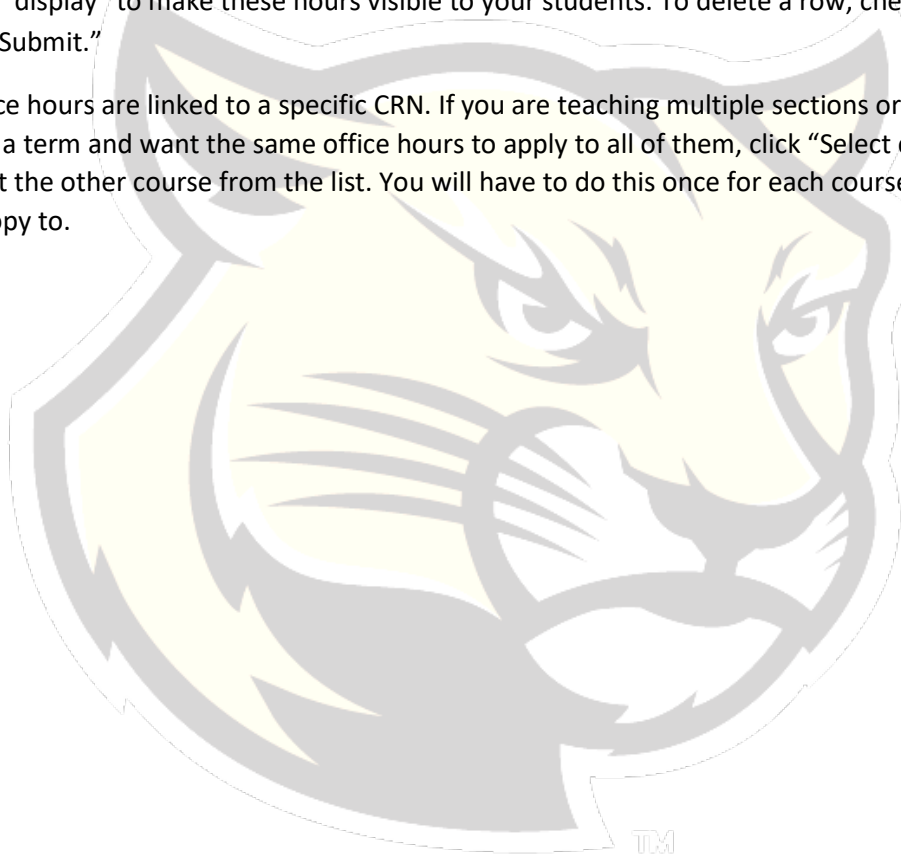 "display" to make these hours visible to your students. To delete a row, che
Submit.”
ce hours are linked to a specific CRN. If you are teaching multiple sections or
a term and want the same office hours to apply to all of them, click “Select
t the other course from the list. You will have to do this once for each course
opy to.
TM